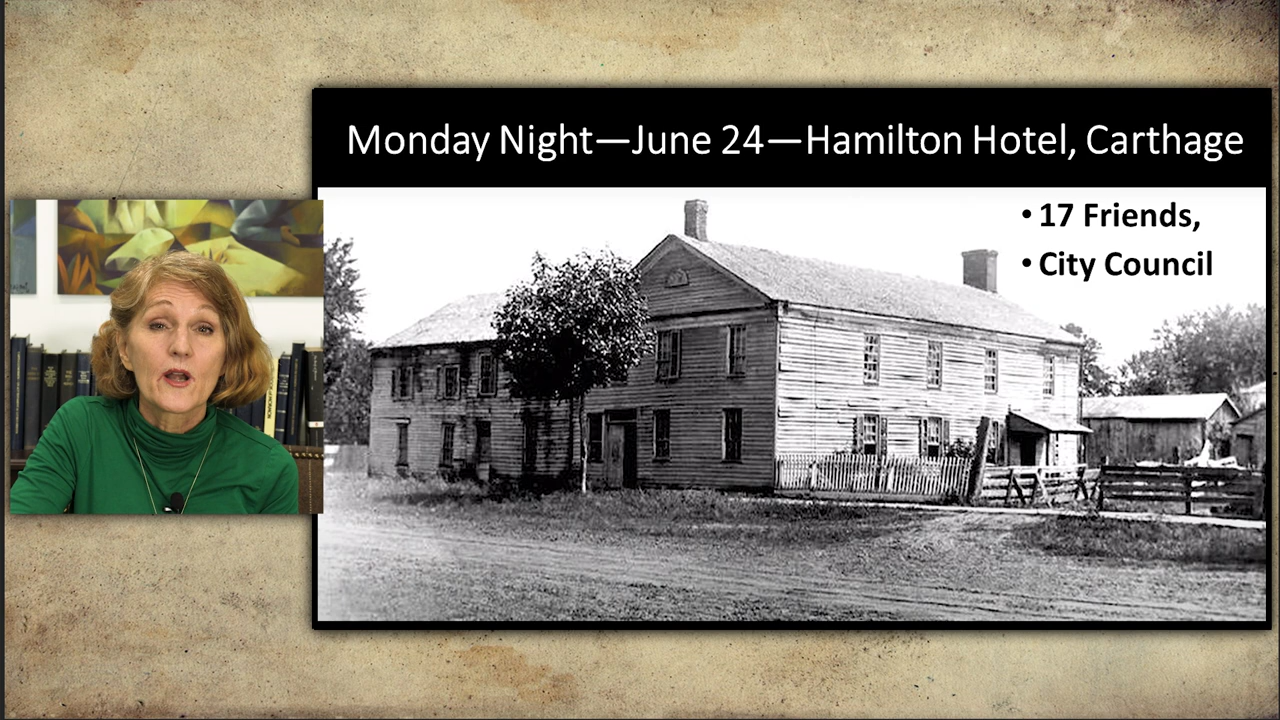 Monday Night—June 24—Hamilton Hotel, Carthage
• 17 Friends,
• City Council